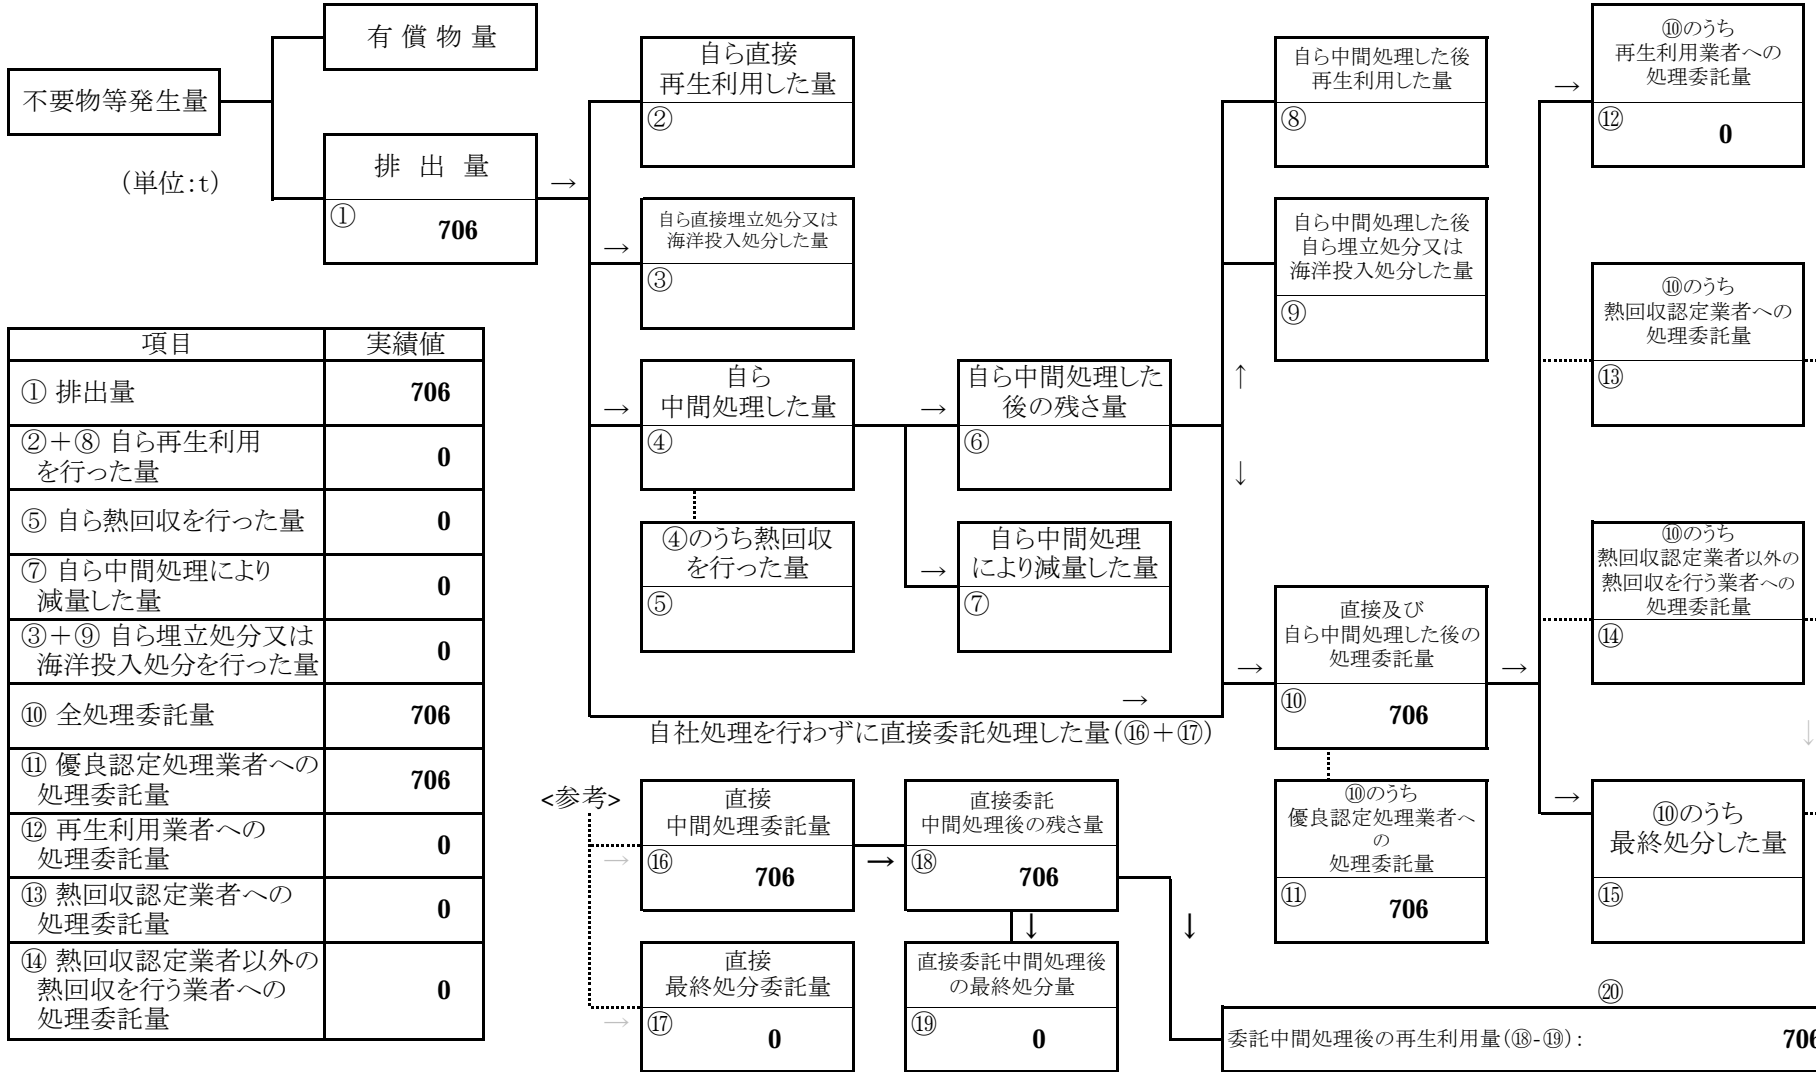 不要物等発生量
(単位:t)
有償物量
排出量
① 706
→
自ら直接
再生利用した量
②
→
自ら直接埋立処分又は
海洋投入処分した量
③
→
自ら
中間処理した量
④
④のうち熱回収
を行った量
⑤
→
自ら中間処理した
後の残さ量
⑥
→
自ら中間処理
により減量した量
⑦
自ら中間処理した後
再生利用した量
⑧
自ら中間処理した後
自ら埋立処分又は
海洋投入処分した量
⑨
↑
↓
→
直接及び
自ら中間処理した後の
処理委託量
⑩ 706
→
⑩のうち
優良認定処理業者へ
の
処理委託量
⑪ 706
→
⑩のうち
再生利用業者への
処理委託量
⑫ 0
⑩のうち
熱回収認定業者への
処理委託量
⑬
⑩のうち
熱回収認定業者以外の
熱回収を行う業者への
処理委託量
⑭
↓
→
⑩のうち
最終処分した量
⑮
→
自社処理を行わずに直接委託処理した量(⑯+⑰)
項目 実績値
① 排出量 706
②+⑧ 自ら再生利用
を行った量 0
⑤ 自ら熱回収を行った量 0
⑦ 自ら中間処理により
減量した量 0
③+⑨ 自ら埋立処分又は
海洋投入処分を行った量 0
⑩ 全処理委託量 706
⑪ 優良認定処理業者への
処理委託量 706
⑫ 再生利用業者への
処理委託量 0
⑬ 熱回収認定業者への
処理委託量 0
⑭ 熱回収認定業者以外の
熱回収を行う業者への
処理委託量 0
<参考>
→
直接
中間処理委託量
⑯ 706
→
直接委託
中間処理後の残さ量
⑱ 706
↓
↓
→
直接
最終処分委託量
⑰ 0
直接委託中間処理後
の最終処分量
⑲ 0
⑳
委託中間処理後の再生利用量(⑱-⑲): 706